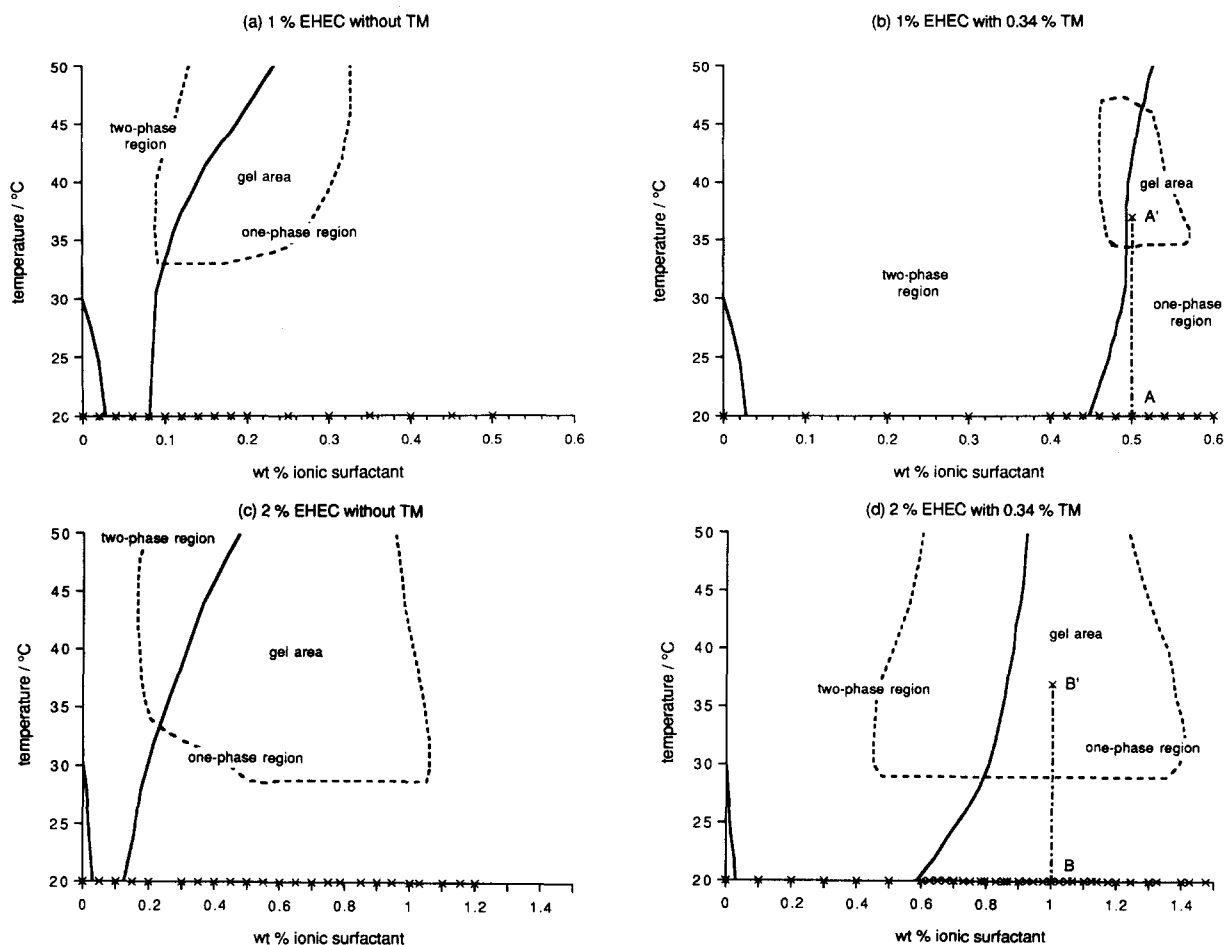 (a) 1 % EHEC without TM
50
45
40
35
30
25
20
temperature / °C
two-phase
region
gel area
one-phase region
0
0.1
0.2
0.3
0.4
0.5
0.6
wt % ionic surfactant
(b) 1% EHEC with 0.34 % TM
50
45
40
35
30
25
20
temperature / °C
gel area
A'
two-phase
region
one-phase
region
A
0
0.1
0.2
0.3
0.4
0.5
0.6
wt % ionic surfactant
(c) 2 % EHEC without TM
50
45
40
35
30
25
20
temperature / °C
two-phase region
gel area
one-phase region
0
0.2
0.4
0.6
0.8
1
1.2
1.4
wt % ionic surfactant
(d) 2 % EHEC with 0.34 % TM
50
45
40
35
30
25
20
temperature / °C
gel area
two-phase region
B'
one-phase region
B
0
0.2
0.4
0.6
0.8
1
1.2
1.4
wt % ionic surfactant